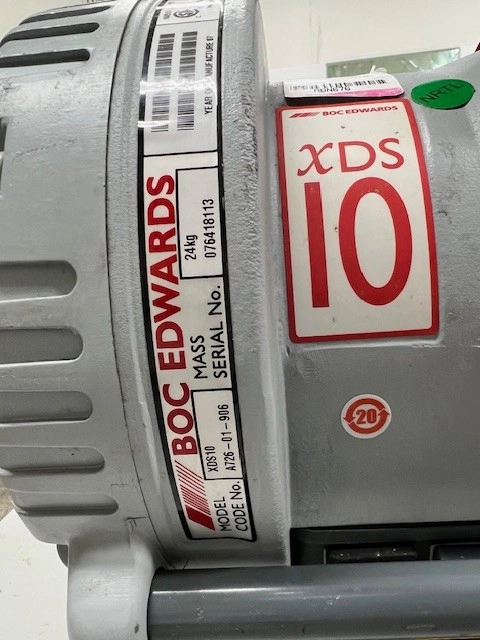 BOC EDWARDS
MODEL XDS10
CODE No. A726-01-906
MASS 24kg
SERIAL No. 076418113
YEAR OF MANUFACTURE 07
BOC EDWARDS
XDS
10
NRTL
20